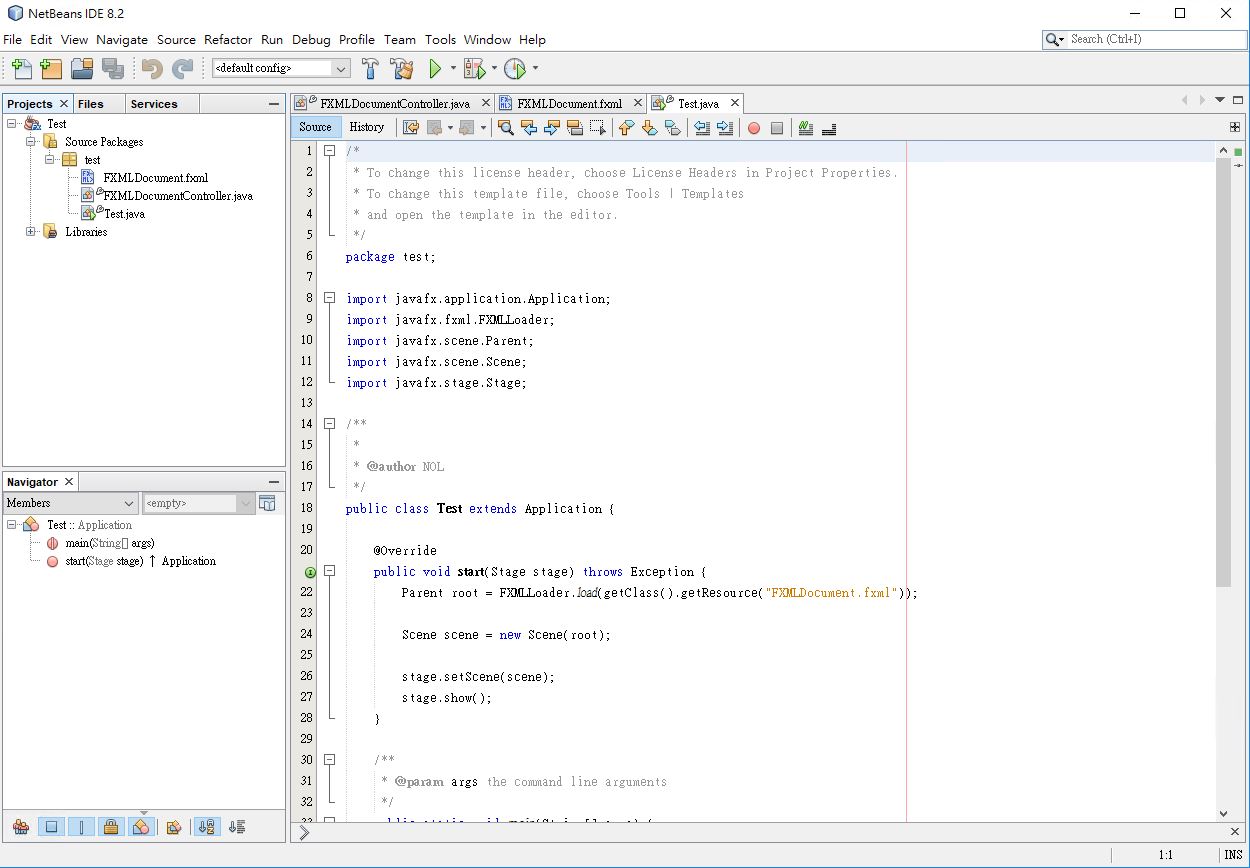 NetBeans IDE 8.2
File Edit View Navigate Source Refactor Run Debug Profile Team Tools Window Help
Search (Ctrl+I)
<default config>
Projects Files Services
Test
Source Packages
test
FXMLDocument.fxml
FXMLDocumentController.java
Test.java
Libraries
Navigator
Members <empty>
Test :: Application
main(String[] args)
start(Stage stage) ↑ Application
FXMLDocumentController.java FXMLDocument.fxml Test.java
Source History
1 /*
2 * To change this license header, choose License Headers in Project Properties.
3 * To change this template file, choose Tools | Templates
4 * and open the template in the editor.
5 */
6 package test;
7
8 import javafx.application.Application;
9 import javafx.fxml.FXMLLoader;
10 import javafx.scene.Parent;
11 import javafx.scene.Scene;
12 import javafx.stage.Stage;
13
14 /**
15 *
16 * @author NOL
17 */
18 public class Test extends Application {
19
20 @Override
public void start(Stage stage) throws Exception {
22 Parent root = FXMLLoader.load(getClass().getResource("FXMLDocument.fxml"));
23
24 Scene scene = new Scene(root);
25
26 stage.setScene(scene);
27 stage.show();
28 }
29
30 /**
31 * @param args the command line arguments
32 */
1:1 INS